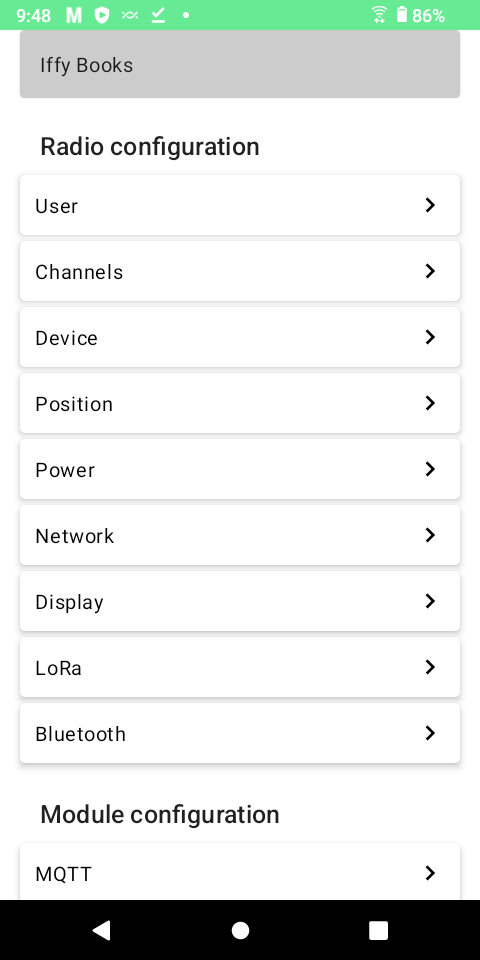 9:48 M 86%
Iffy Books
Radio configuration
User
Channels
Device
Position
Power
Network
Display
LoRa
Bluetooth
Module configuration
MQTT